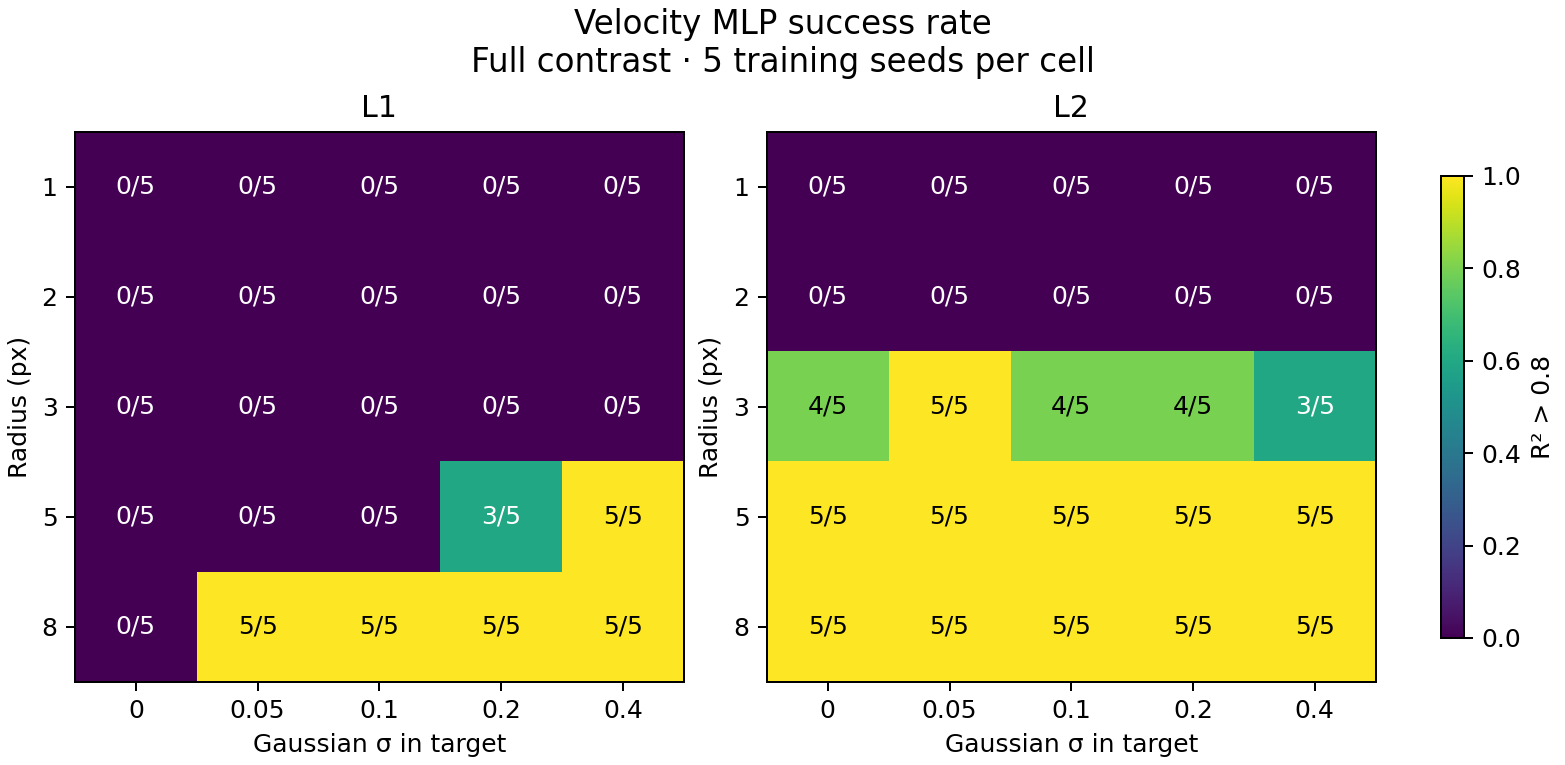 Velocity MLP success rate
Full contrast · 5 training seeds per cell
L1
Radius (px)
1 0/5 0/5 0/5 0/5 0/5
2 0/5 0/5 0/5 0/5 0/5
3 0/5 0/5 0/5 0/5 0/5
5 0/5 0/5 0/5 3/5 5/5
8 0/5 5/5 5/5 5/5 5/5
0 0.05 0.1 0.2 0.4
Gaussian σ in target
L2
Radius (px)
1 0/5 0/5 0/5 0/5 0/5
2 0/5 0/5 0/5 0/5 0/5
3 4/5 5/5 4/5 4/5 3/5
5 5/5 5/5 5/5 5/5 5/5
8 5/5 5/5 5/5 5/5 5/5
0 0.05 0.1 0.2 0.4
Gaussian σ in target
1.0
0.8
0.6
0.4
0.2
0.0
R² > 0.8